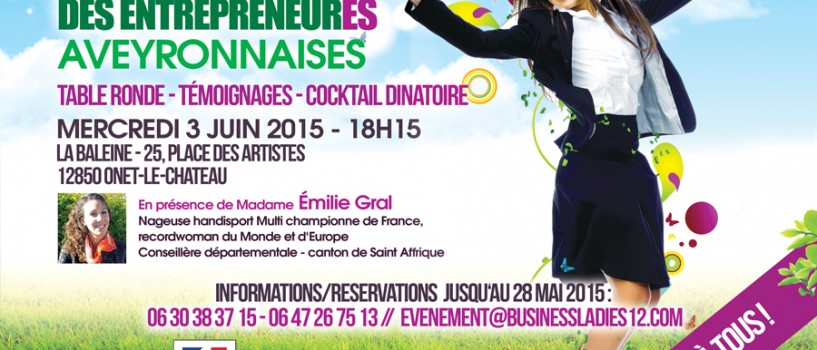 DES ENTREPRENEURES
AVEYRONNAISES
TABLE RONDE - TÉMOIGNAGES - COCKTAIL DINATOIRE
MERCREDI 3 JUIN 2015 - 18H15
LA BALEINE - 25, PLACE DES ARTISTES
12850 ONET-LE-CHATEAU
En présence de Madame Émilie Gral
Nageuse handisport Multi championne de France,
recordwoman du Monde et d'Europe
Conseillère départementale - canton de Saint Affrique
INFORMATIONS/RESERVATIONS JUSQU'AU 28 MAI 2015 :
06 30 38 37 15 - 06 47 26 75 13 // EVENEMENT@BUSINESSLADIES12.COM
À TOUS !